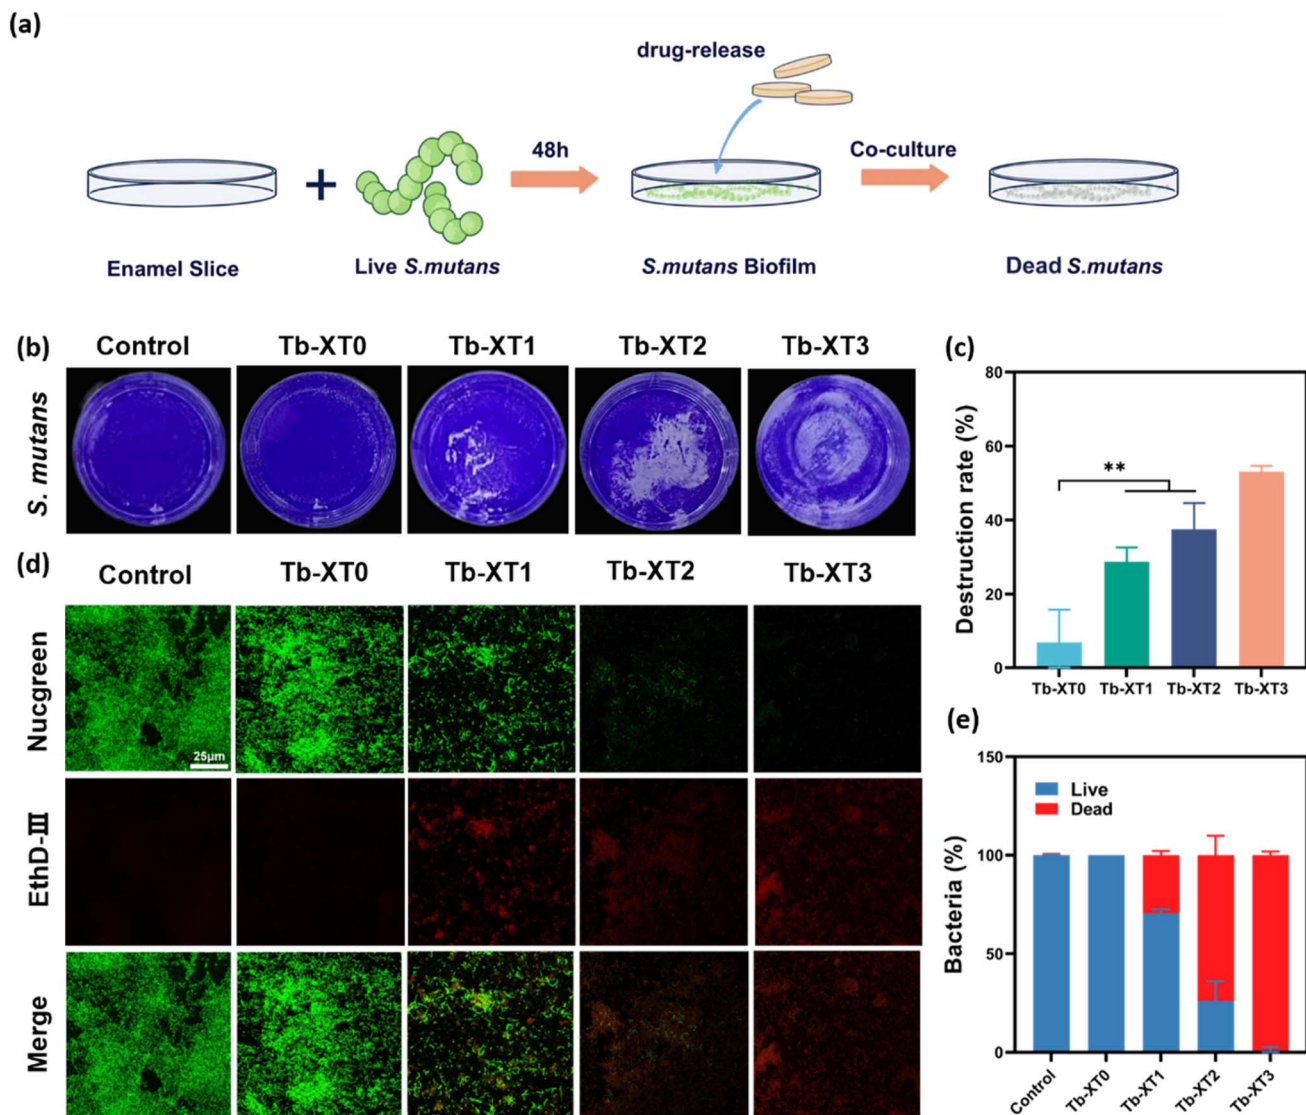 (a)
drug-release
48h
Co-culture
+
Enamel Slice
Live S.mutans
S.mutans Biofilm
Dead S.mutans
(b)
Control
Tb-XT0
Tb-XT1
Tb-XT2
Tb-XT3
S. mutans
(c)
Destruction rate (%)
80
60
40
20
0
**
Tb-XT0
Tb-XT1
Tb-XT2
Tb-XT3
(d)
Control
Tb-XT0
Tb-XT1
Tb-XT2
Tb-XT3
Nucgreen
25μm
EthD-Ⅲ
Merge
(e)
Bacteria (%)
150
100
50
0
Live
Dead
Control
Tb-XT0
Tb-XT1
Tb-XT2
Tb-XT3